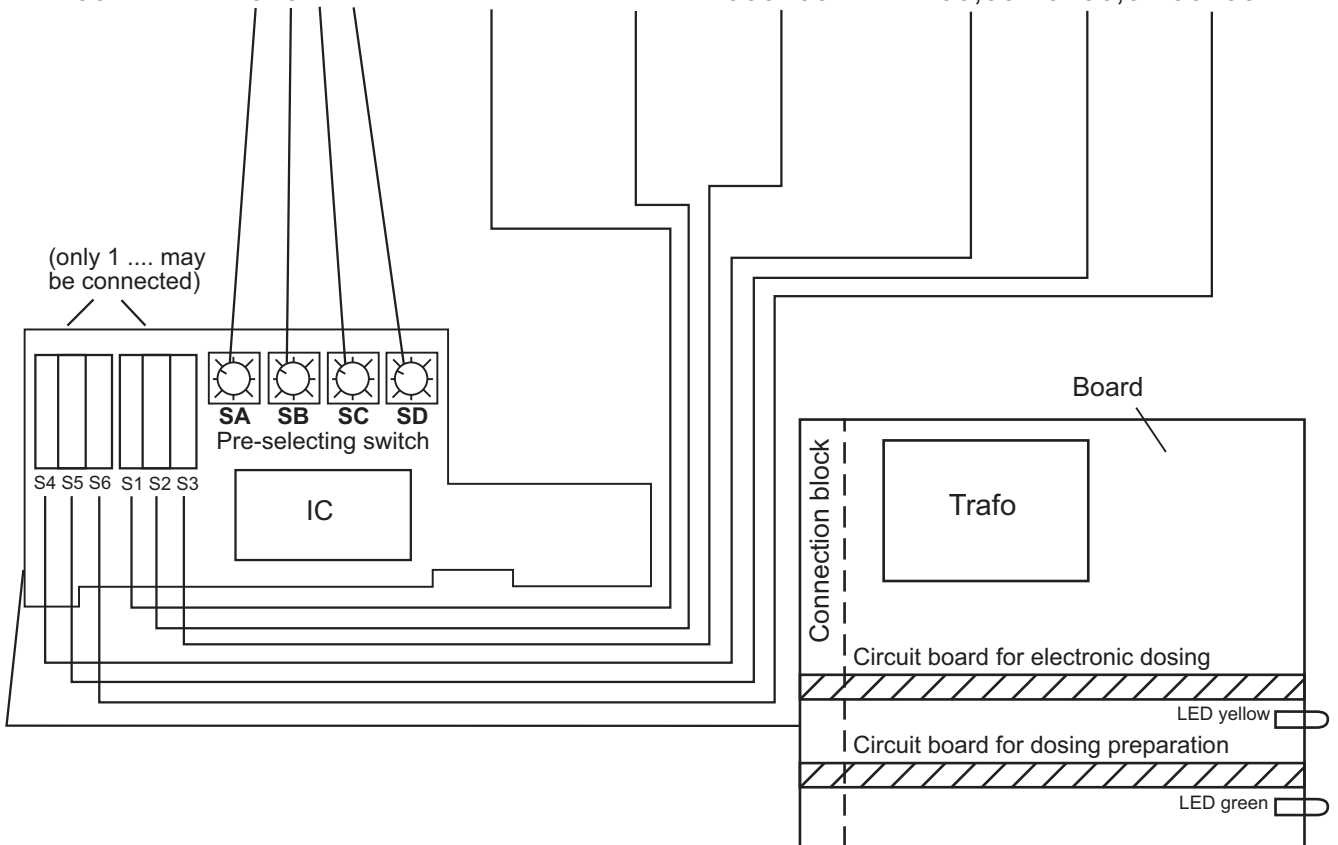 (only 1 .... may
be connected)
SA SB SC SD
Pre-selecting switch
S4 S5 S6 S1 S2 S3
IC
Board
Connection block
Trafo
Circuit board for electronic dosing
LED yellow
Circuit board for dosing preparation
LED green